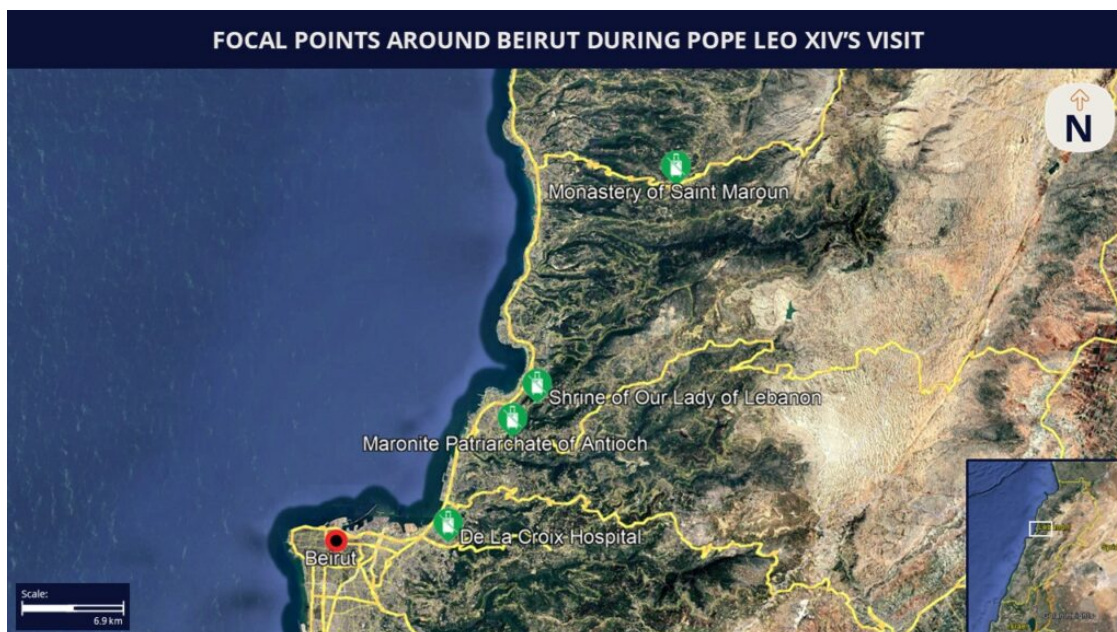 FOCAL POINTS AROUND BEIRUT DURING POPE LEO XIV'S VISIT
N
Monastery of Saint Maroun
Shrine of Our Lady of Lebanon
Maronite Patriarchate of Antioch
De La Croix Hospital
Beirut
Scale:
6.9 km